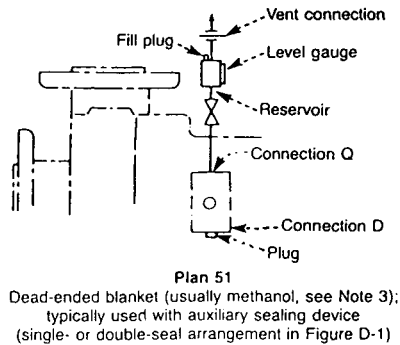 Vent connection
Fill plug
Level gauge
Reservoir
Connection Q
Connection D
Plug
Plan 51
Dead-ended blanket (usually methanol, see Note 3);
typically used with auxiliary sealing device
(single- or double-seal arrangement in Figure D-1)